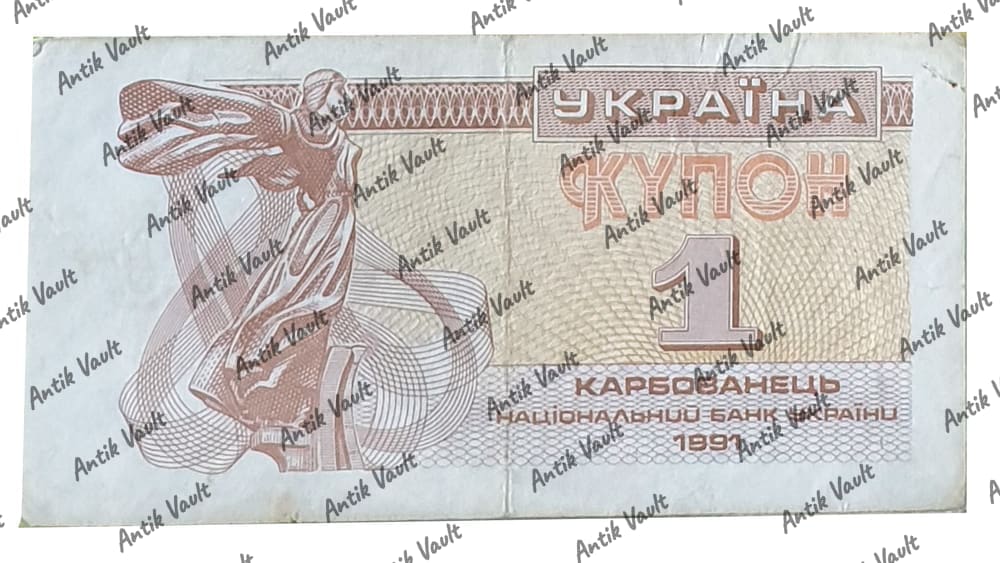 УКРАЇНА
КУПОН
1
КАРБОВАНЕЦЬ
НАЦІОНАЛЬНИЙ БАНК УКРАЇНИ
1991
Antik Vault